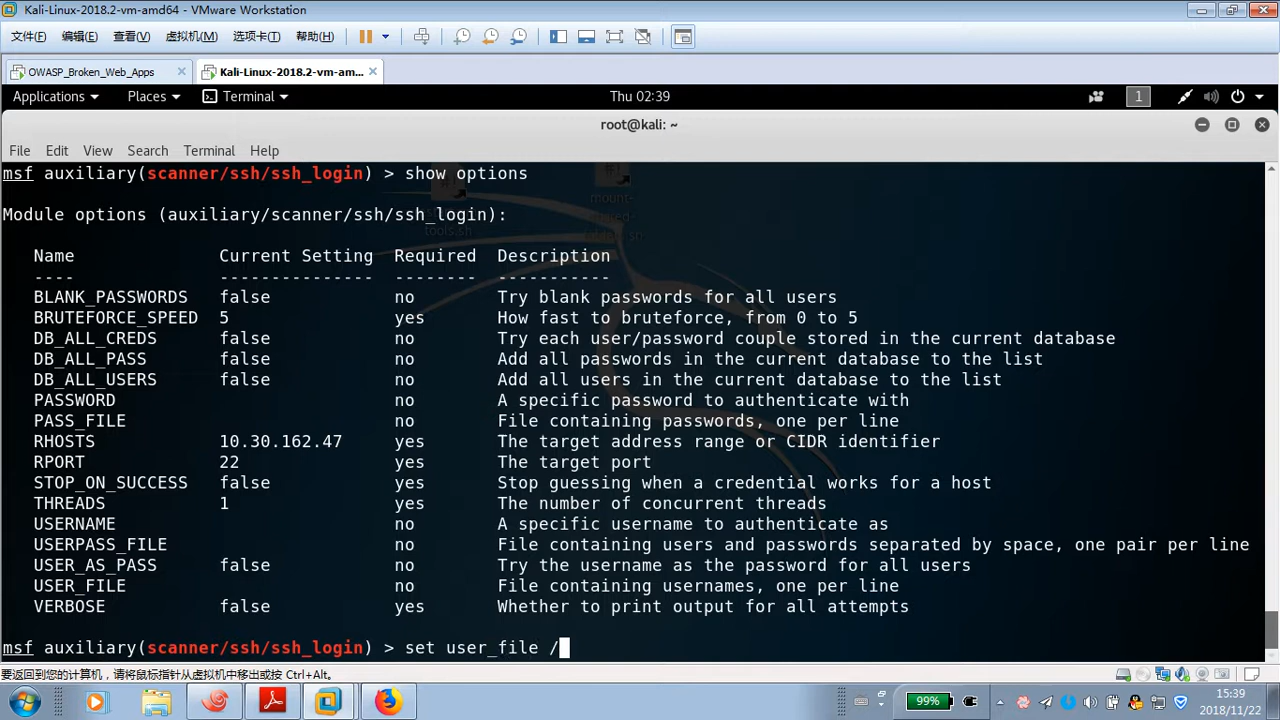 Kali-Linux-2018.2-vm-amd64 - VMware Workstation
文件(F) 编辑(E) 查看(V) 虚拟机(M) 选项卡(T) 帮助(H)
OWASP_Broken_Web_Apps Kali-Linux-2018.2-vm-am...
Applications Places Terminal Thu 02:39 1
root@kali: ~
File Edit View Search Terminal Help
msf auxiliary(scanner/ssh/ssh_login) > show options
Module options (auxiliary/scanner/ssh/ssh_login):
Name Current Setting Required Description
---- --------------- -------- -----------
BLANK_PASSWORDS false no Try blank passwords for all users
BRUTEFORCE_SPEED 5 yes How fast to bruteforce, from 0 to 5
DB_ALL_CREDS false no Try each user/password couple stored in the current database
DB_ALL_PASS false no Add all passwords in the current database to the list
DB_ALL_USERS false no Add all users in the current database to the list
PASSWORD no A specific password to authenticate with
PASS_FILE no File containing passwords, one per line
RHOSTS 10.30.162.47 yes The target address range or CIDR identifier
RPORT 22 yes The target port
STOP_ON_SUCCESS false yes Stop guessing when a credential works for a host
THREADS 1 yes The number of concurrent threads
USERNAME no A specific username to authenticate as
USERPASS_FILE no File containing users and passwords separated by space, one pair per line
USER_AS_PASS false no Try the username as the password for all users
USER_FILE no File containing usernames, one per line
VERBOSE false yes Whether to print output for all attempts
msf auxiliary(scanner/ssh/ssh_login) > set user_file /
要返回到您的计算机，请将鼠标指针从虚拟机中移出或按 Ctrl+Alt。
99% 15:39
2018/11/22